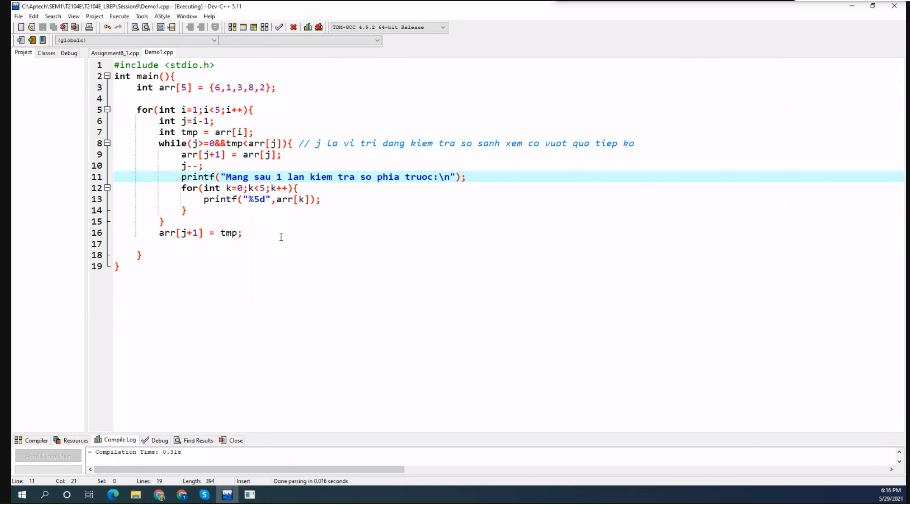 C:\Aptech\SEM1\T2104E_LBEP\Session9\Demo1.cpp - [Executing] - Dev-C++ 5.11
File Edit Search View Project Execute Tools AStyle Window Help
TDM-GCC 4.9.2 64-bit Release
(globals)
Project Classes Debug Assignment8_1.cpp Demo1.cpp
1 #include <stdio.h>
2 int main(){
3 int arr[5] = {6,1,3,8,2};
4
5 for(int i=1;i<5;i++){
6 int j=i-1;
7 int tmp = arr[i];
8 while(j>=0&&tmp<arr[j]){ // j la vi tri dang kiem tra so sanh xem co vuot qua tiep ko
9 arr[j+1] = arr[j];
10 j--;
11 printf("Mang sau 1 lan kiem tra so phia truoc:\n");
12 for(int k=0;k<5;k++){
13 printf("%5d",arr[k]);
14 }
15 }
16 arr[j+1] = tmp;
17
18 }
19 }
Compiler Resources Compile Log Debug Find Results Close
- Compilation Time: 0.31s
Line: 11 Col: 21 Sel: 0 Lines: 19 Length: 394 Insert Done parsing in 0.016 seconds
6:16 PM
5/29/2021